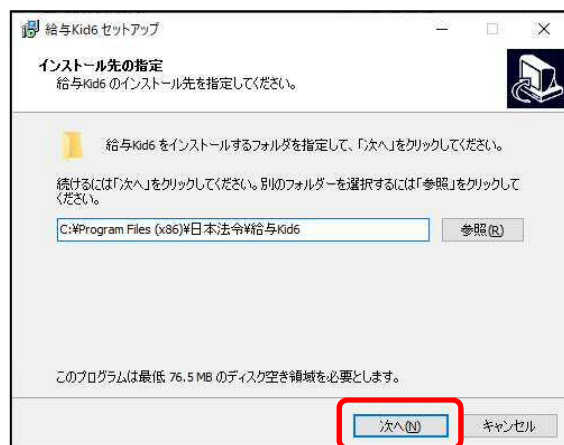 給与Kid6 セットアップ
インストール先の指定
給与Kid6 のインストール先を指定してください。
給与Kid6 をインストールするフォルダを指定して、「次へ」をクリックしてください。
続けるには「次へ」をクリックしてください。別のフォルダーを選択するには「参照」をクリックして
ください。
C:¥Program Files (x86)¥日本法令¥給与Kid6
参照(R)
このプログラムは最低 76.5 MB のディスク空き領域を必要とします。
次へ(N)
キャンセル